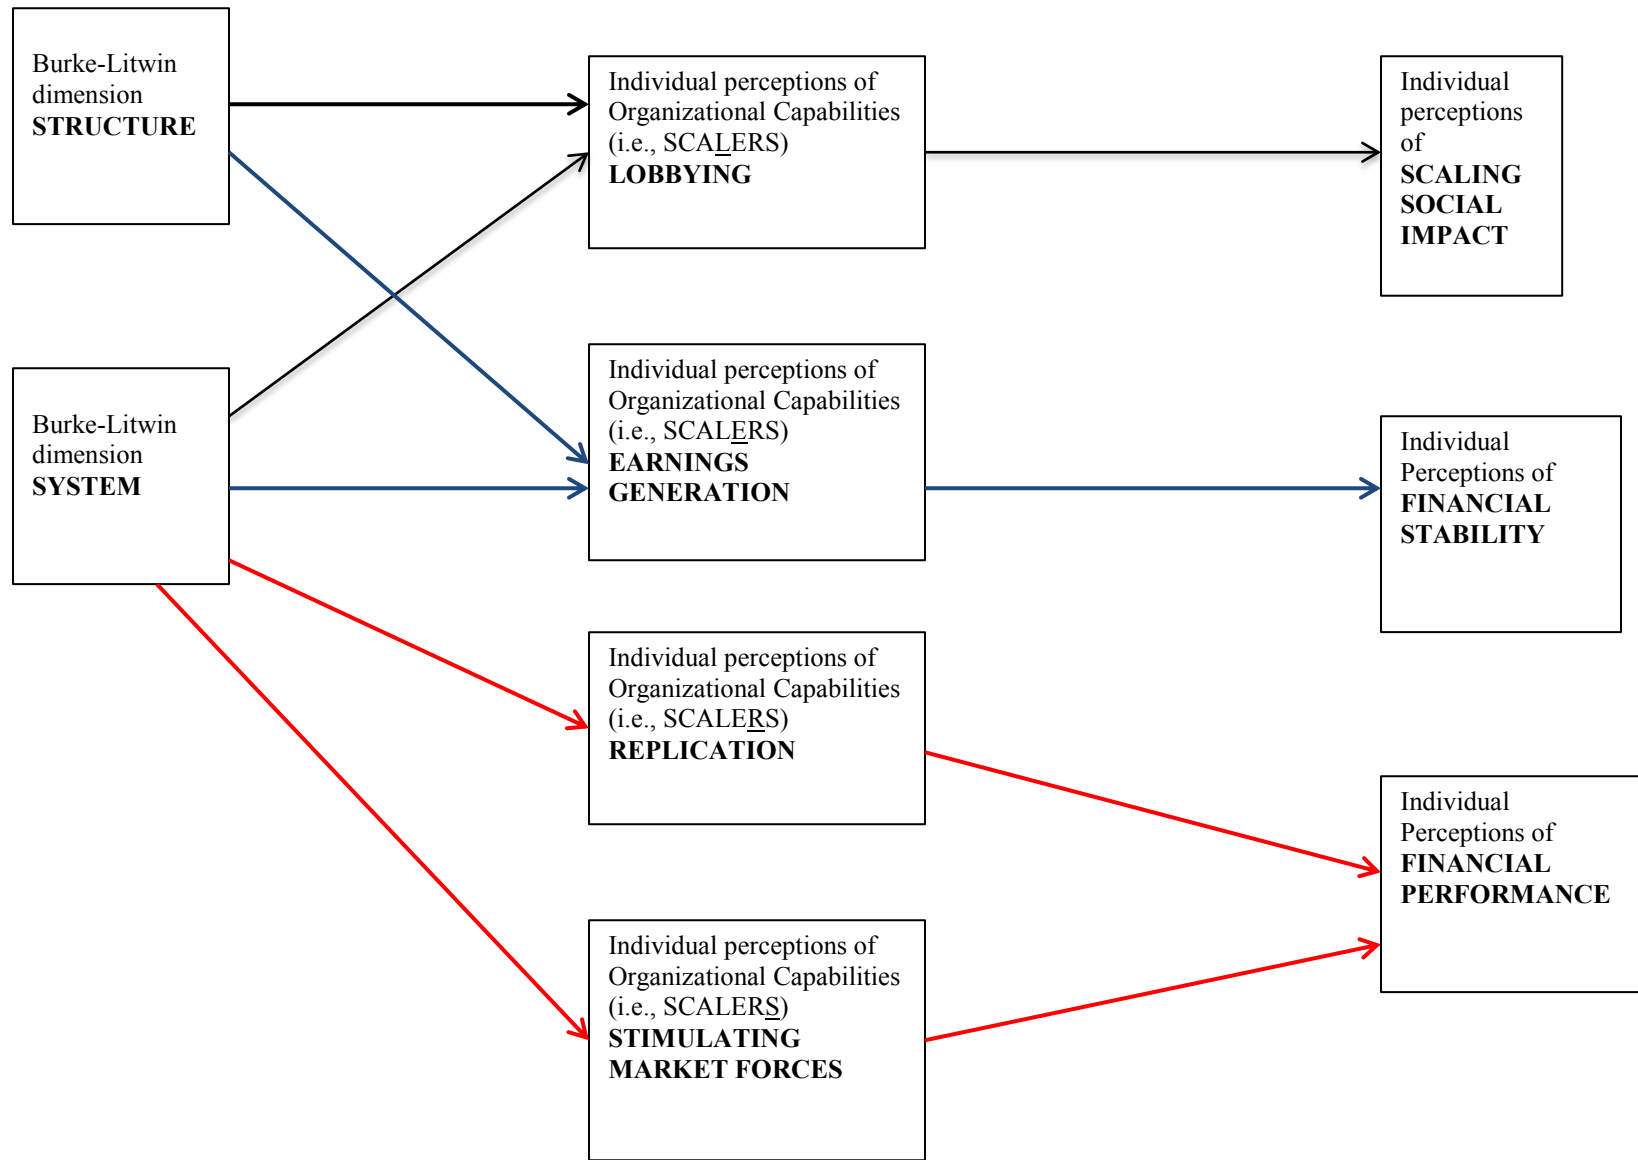 Burke-Litwin
dimension
STRUCTURE
Burke-Litwin
dimension
SYSTEM
Individual perceptions of
Organizational Capabilities
(i.e., SCALERS)
LOBBYING
Individual perceptions of
Organizational Capabilities
(i.e., SCALERS)
EARNINGS
GENERATION
Individual perceptions of
Organizational Capabilities
(i.e., SCALERS)
REPLICATION
Individual perceptions of
Organizational Capabilities
(i.e., SCALERS)
STIMULATING
MARKET FORCES
Individual
perceptions
of
SCALING
SOCIAL
IMPACT
Individual
Perceptions of
FINANCIAL
STABILITY
Individual
Perceptions of
FINANCIAL
PERFORMANCE